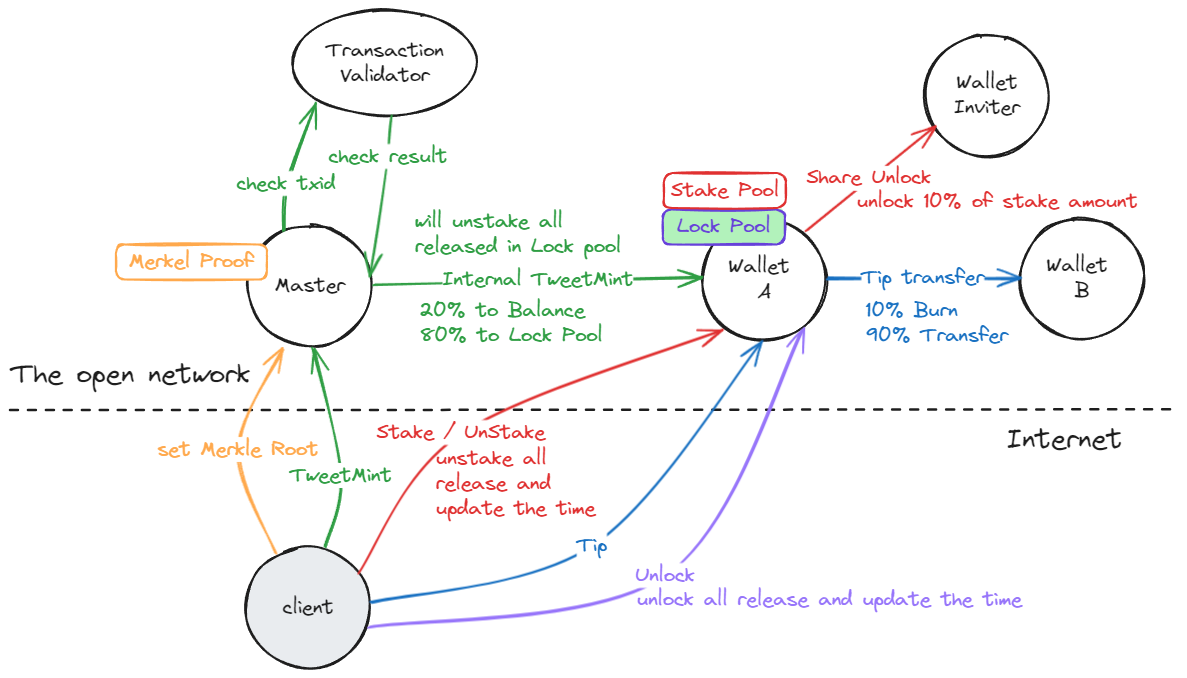 Transaction
Validator
Wallet
Inviter
check result
check txid
Share Unlock
unlock 10% of stake amount
Stake Pool
Lock Pool
will unstake all
released in Lock pool
Merkel Proof
Master
Internal TweetMint
Wallet
A
Tip transfer
Wallet
B
20% to Balance
80% to Lock Pool
10% Burn
90% Transfer
The open network
Internet
set Merkle Root
TweetMint
Stake / UnStake
unstake all
release and
update the time
Tip
Unlock
unlock all release and update the time
client